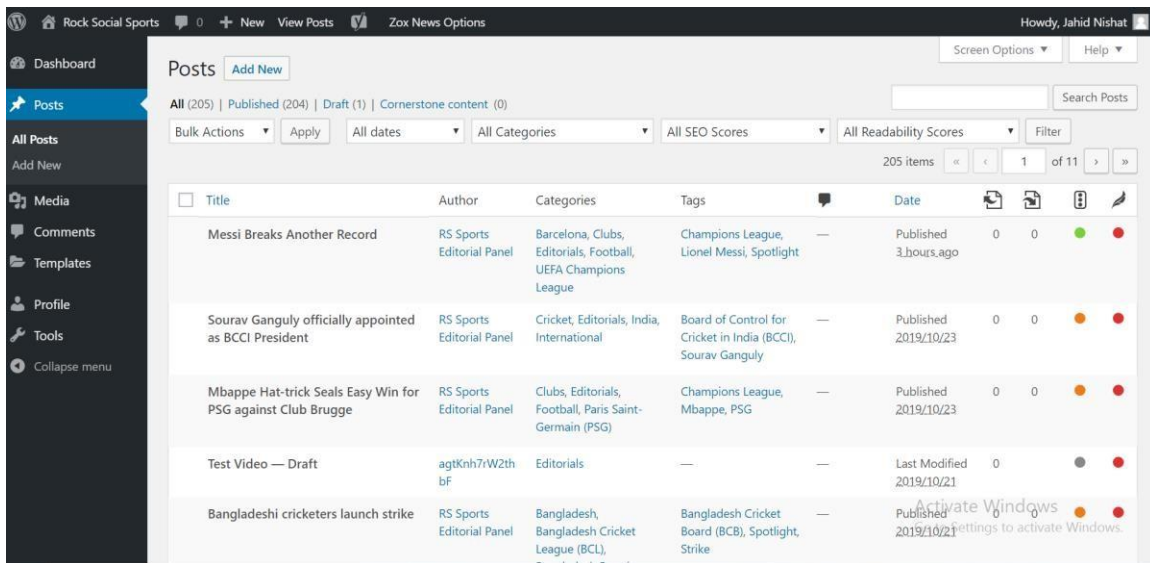 Rock Social Sports 0 + New View Posts Zox News Options Howdy, Jahid Nishat
Screen Options ▼ Help ▼
Dashboard
Posts
All Posts
Add New
Media
Comments
Templates
Profile
Tools
Collapse menu
Posts Add New
All (205) | Published (204) | Draft (1) | Cornerstone content (0)
Search Posts
Bulk Actions ▼ Apply All dates ▼ All Categories ▼ All SEO Scores ▼ All Readability Scores ▼ Filter
205 items « ‹ 1 of 11 › »
Title Author Categories Tags Date
Messi Breaks Another Record
RS Sports
Editorial Panel
Barcelona, Clubs,
Editorials, Football,
UEFA Champions
League
Champions League,
Lionel Messi, Spotlight
—
Published
3 hours ago
0 0
Sourav Ganguly officially appointed
as BCCI President
RS Sports
Editorial Panel
Cricket, Editorials, India,
International
Board of Control for
Cricket in India (BCCI),
Sourav Ganguly
—
Published
2019/10/23
0 0
Mbappe Hat-trick Seals Easy Win for
PSG against Club Brugge
RS Sports
Editorial Panel
Clubs, Editorials,
Football, Paris Saint-
Germain (PSG)
Champions League,
Mbappe, PSG
—
Published
2019/10/23
0 0
Test Video — Draft
agtKnh7rW2th
bF
Editorials
—
—
Last Modified
2019/10/21
0
Bangladeshi cricketers launch strike
RS Sports
Editorial Panel
Bangladesh,
Bangladesh Cricket
League (BCL),
Bangladesh Cricket
Board (BCB), Spotlight,
Strike
—
Published
2019/10/21
0 0
Activate Windows
Go to Settings to activate Windows.